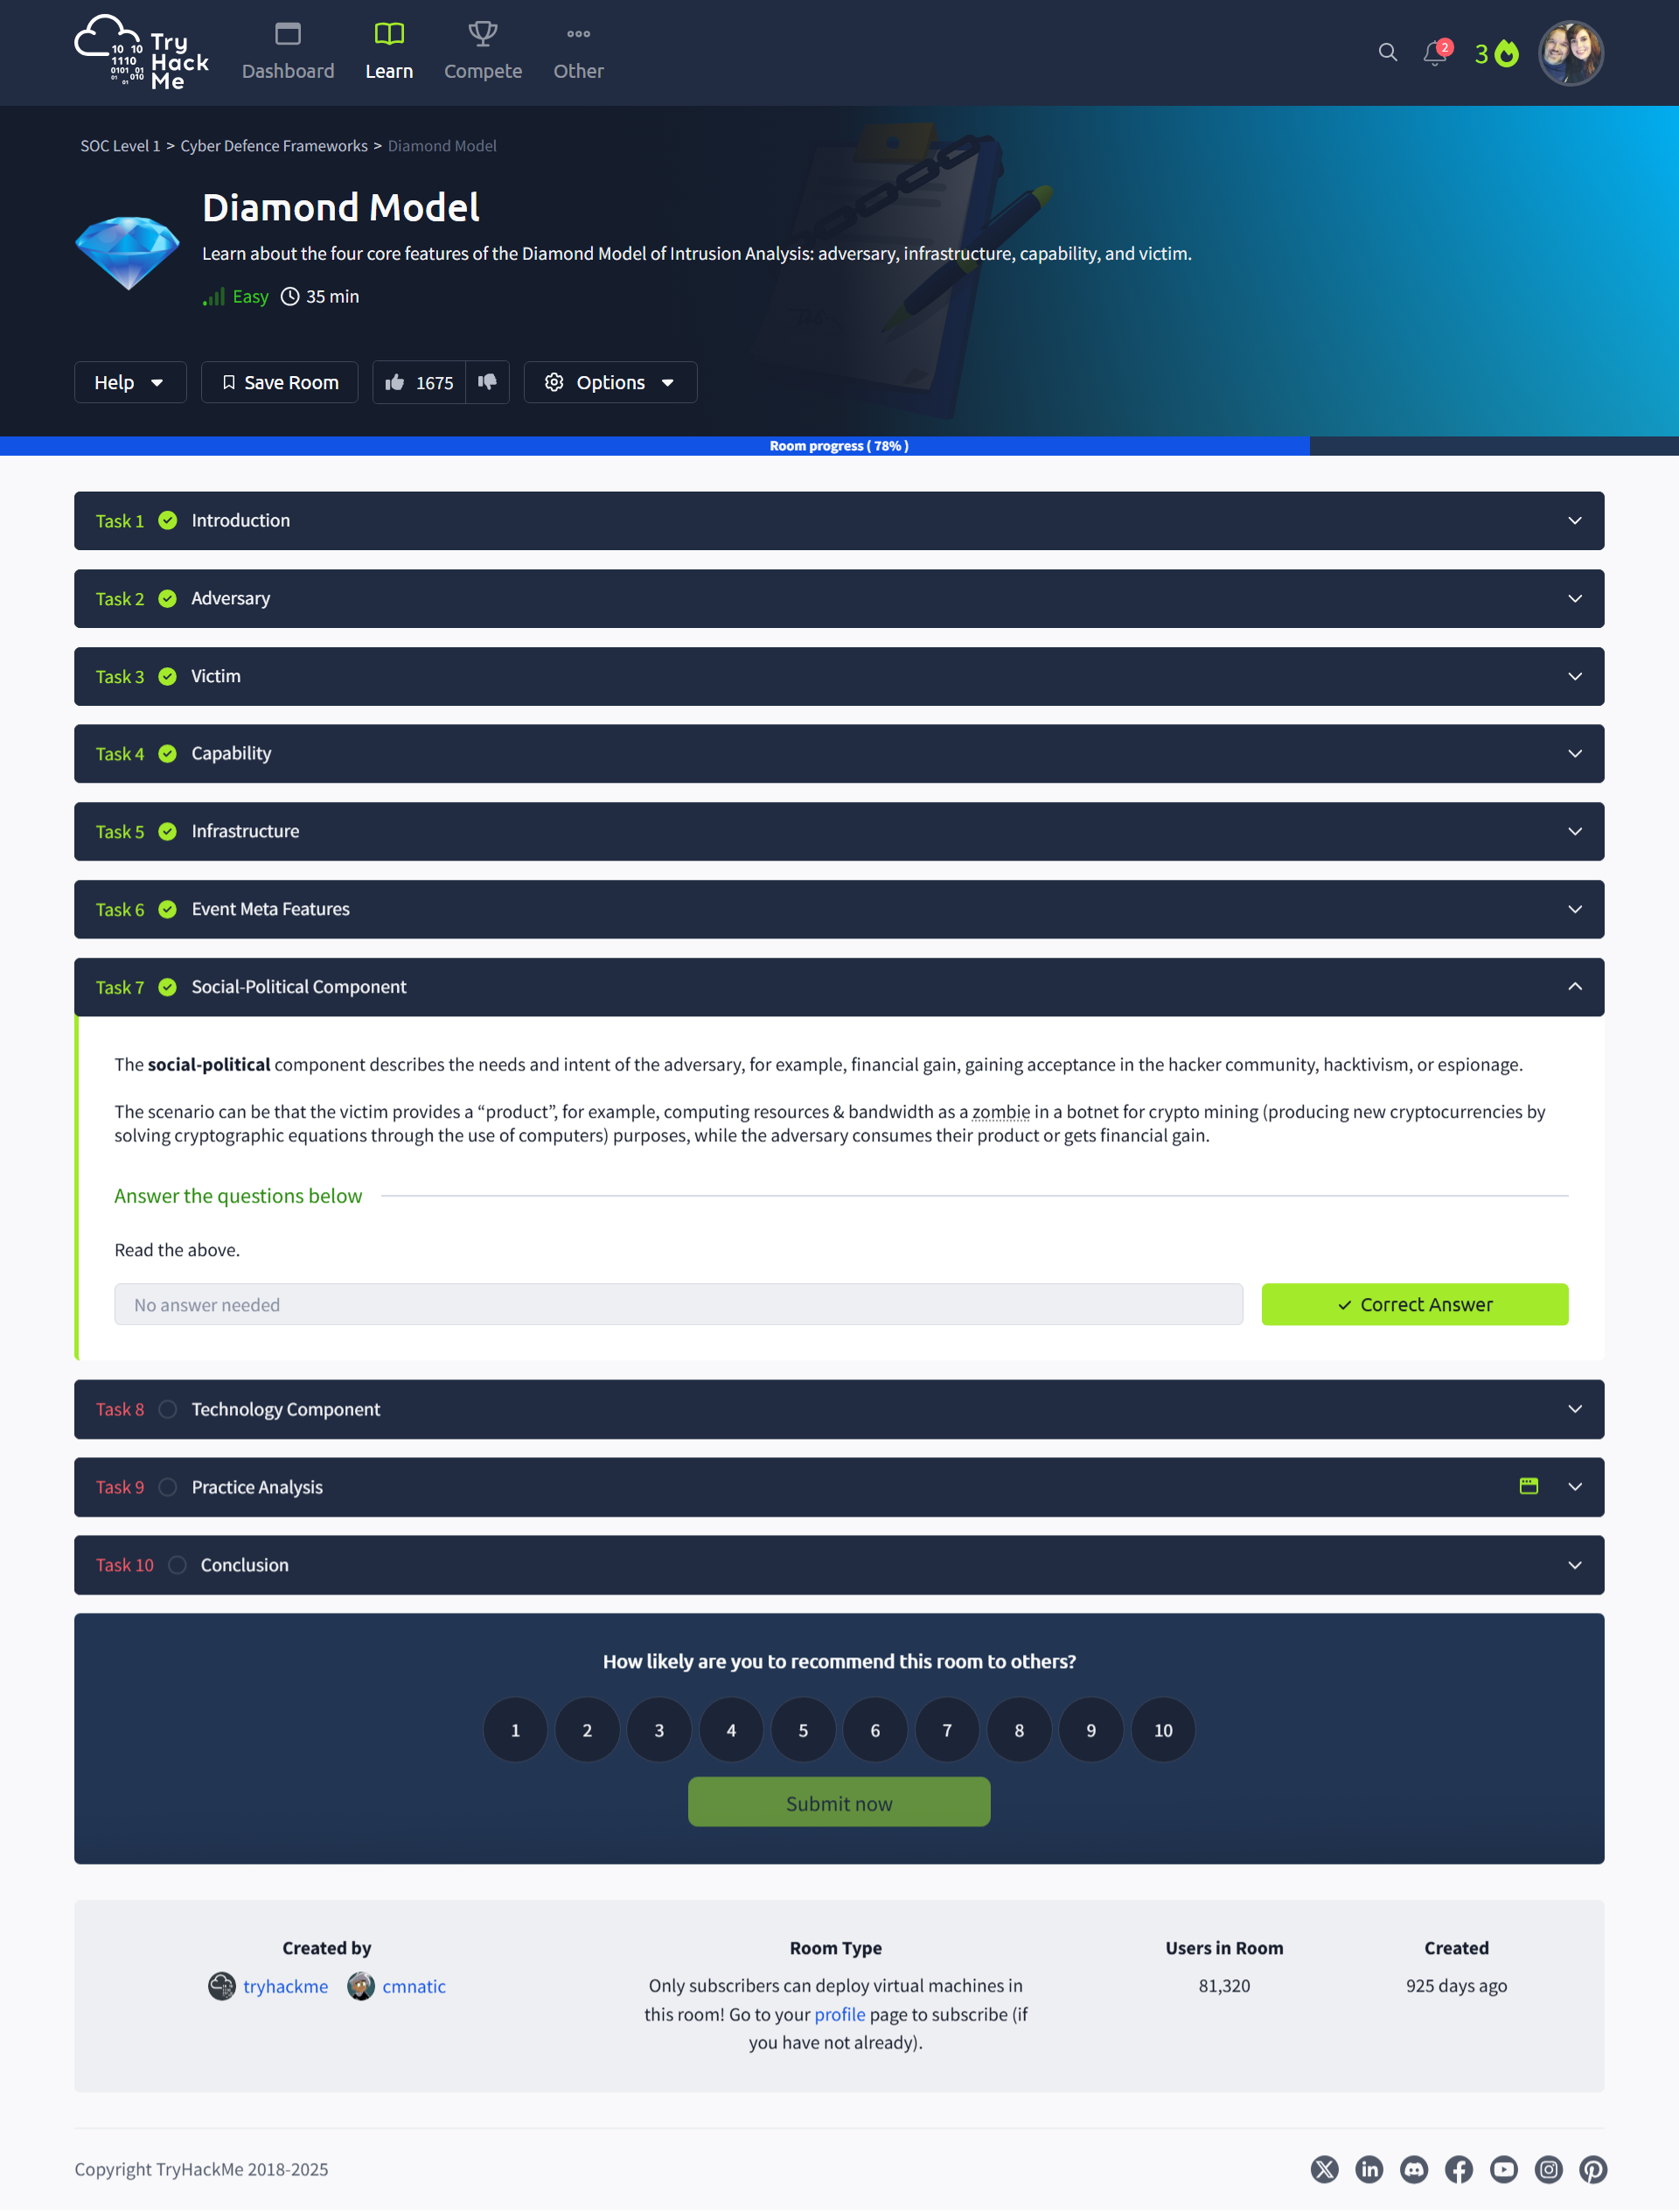 10 10
1110
0101 01
01 010
01
Try
Hack
Me
Dashboard
Learn
Compete
Other
2
3
SOC Level 1 > Cyber Defence Frameworks > Diamond Model
Diamond Model
Learn about the four core features of the Diamond Model of Intrusion Analysis: adversary, infrastructure, capability, and victim.
Easy 35 min
Help
Save Room
1675
Options
Room progress ( 78% )
Task 1 Introduction
Task 2 Adversary
Task 3 Victim
Task 4 Capability
Task 5 Infrastructure
Task 6 Event Meta Features
Task 7 Social-Political Component
The social-political component describes the needs and intent of the adversary, for example, financial gain, gaining acceptance in the hacker community, hacktivism, or espionage.
The scenario can be that the victim provides a “product”, for example, computing resources & bandwidth as a zombie in a botnet for crypto mining (producing new cryptocurrencies by
solving cryptographic equations through the use of computers) purposes, while the adversary consumes their product or gets financial gain.
Answer the questions below
Read the above.
No answer needed
Correct Answer
Task 8 Technology Component
Task 9 Practice Analysis
Task 10 Conclusion
How likely are you to recommend this room to others?
1 2 3 4 5 6 7 8 9 10
Submit now
Created by
tryhackme cmnatic
Room Type
Only subscribers can deploy virtual machines in
this room! Go to your profile page to subscribe (if
you have not already).
Users in Room
81,320
Created
925 days ago
Copyright TryHackMe 2018-2025